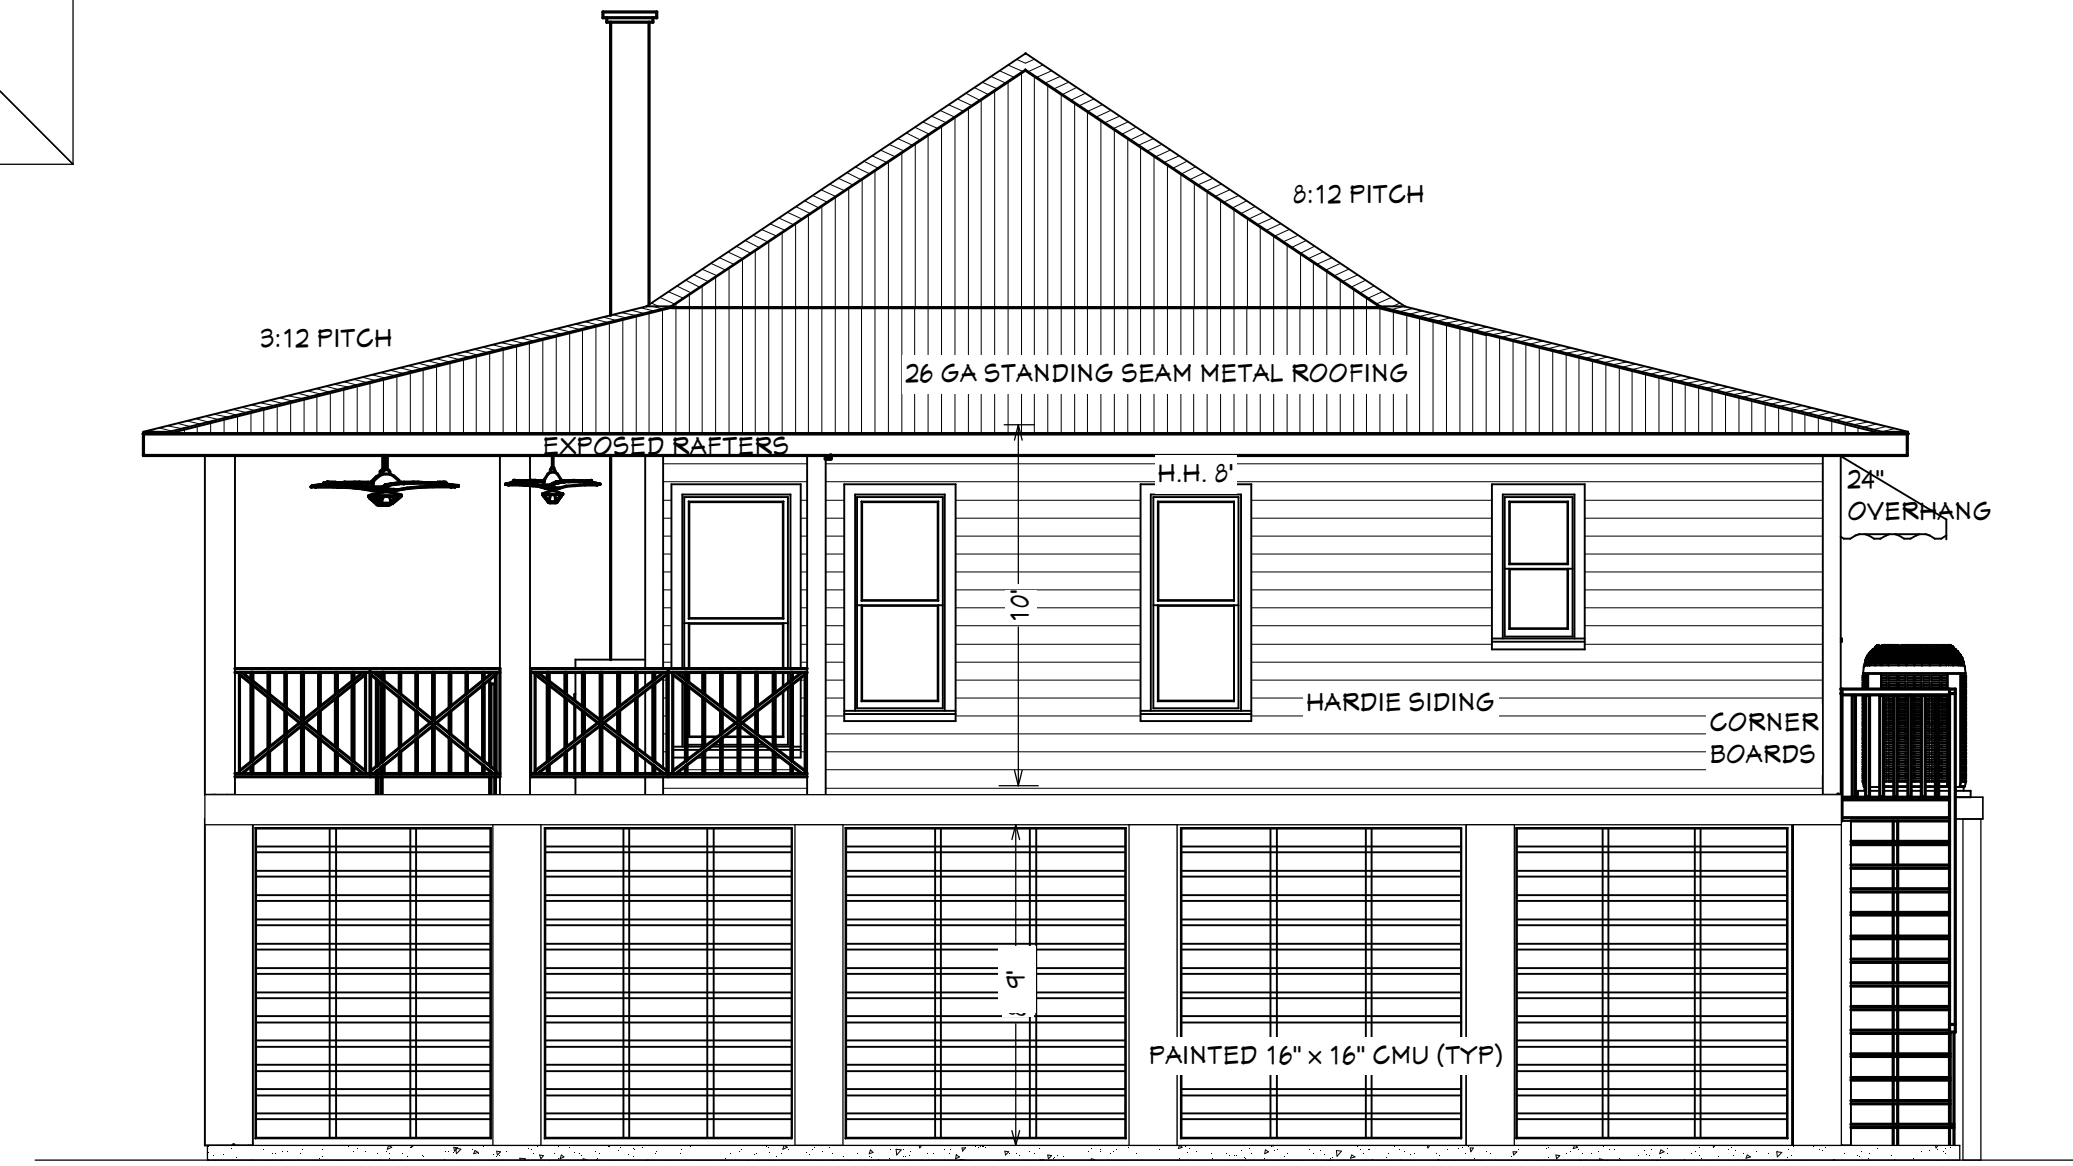 8:12 PITCH
3:12 PITCH
26 GA STANDING SEAM METAL ROOFING
EXPOSED RAFTERS
H.H. 8'
24"
OVERHANG
10'
HARDIE SIDING
CORNER
BOARDS
9'
PAINTED 16" x 16" CMU (TYP)